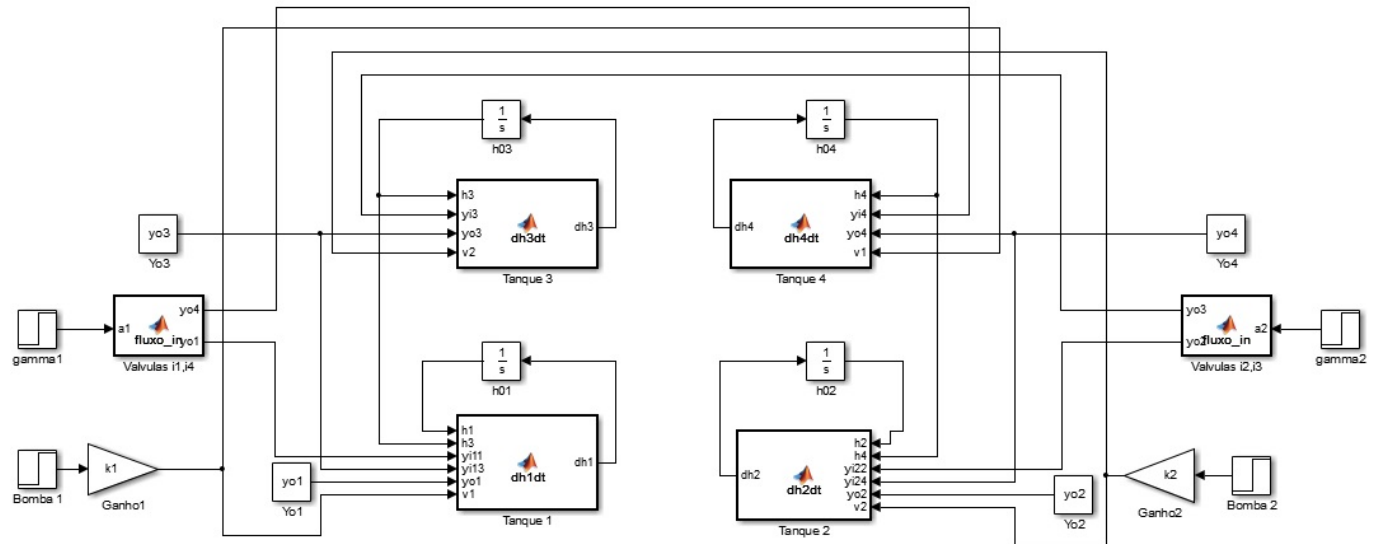 1
s
h03
1
s
h04
h3
yi3
yo3
v2
dh3dt
dh3
Tanque 3
dh4
dh4dt
h4
yi4
yo4
v1
Tanque 4
yo3
Yo3
yo4
Yo4
gamma1
a1
fluxo_in
yo4
yo1
Valvulas i1,i4
yo3
yo2
fluxo_in
a2
Valvulas i2,i3
gamma2
1
s
h01
1
s
h02
h1
h3
yi11
yi13
yo1
v1
dh1dt
dh1
Tanque 1
dh2
dh2dt
h2
h4
yi22
yi24
yo2
v2
Tanque 2
Bomba 1
k1
Ganho1
yo1
Yo1
yo2
Yo2
k2
Ganho2
Bomba 2